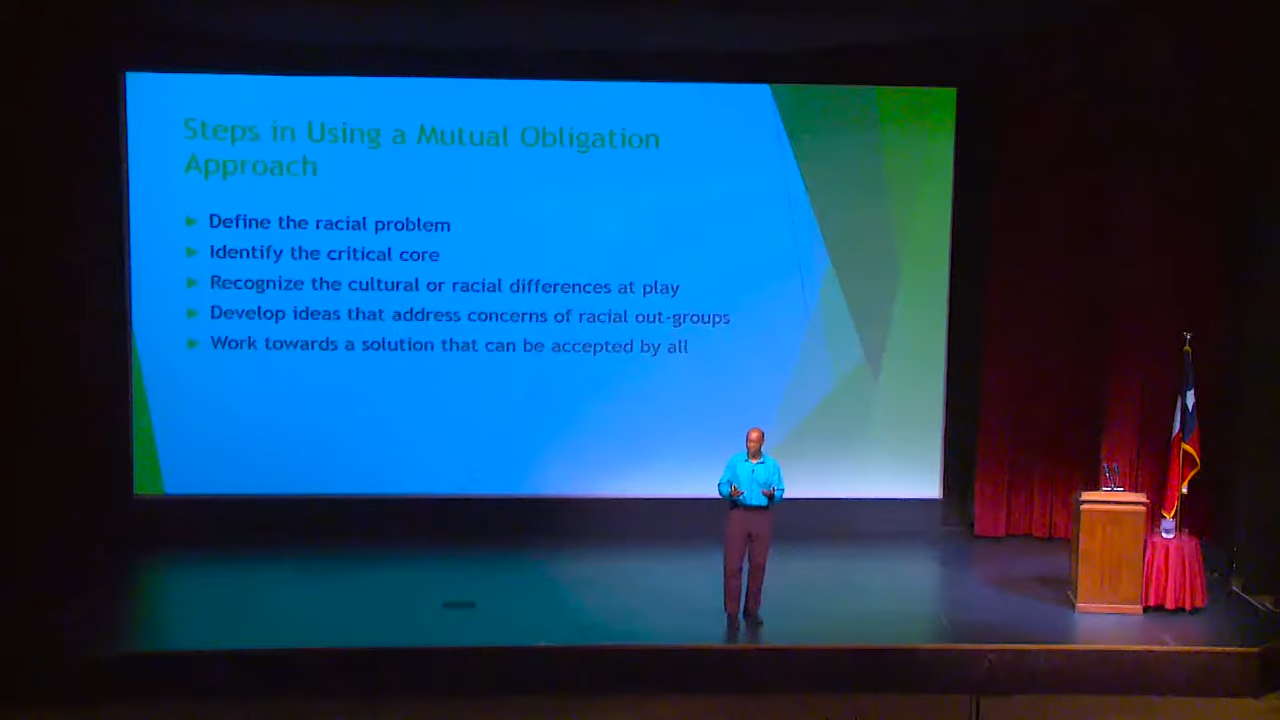 Steps in Using a Mutual Obligation
Approach
Define the racial problem
Identify the critical core
Recognize the cultural or racial differences at play
Develop ideas that address concerns of racial out-groups
Work towards a solution that can be accepted by all